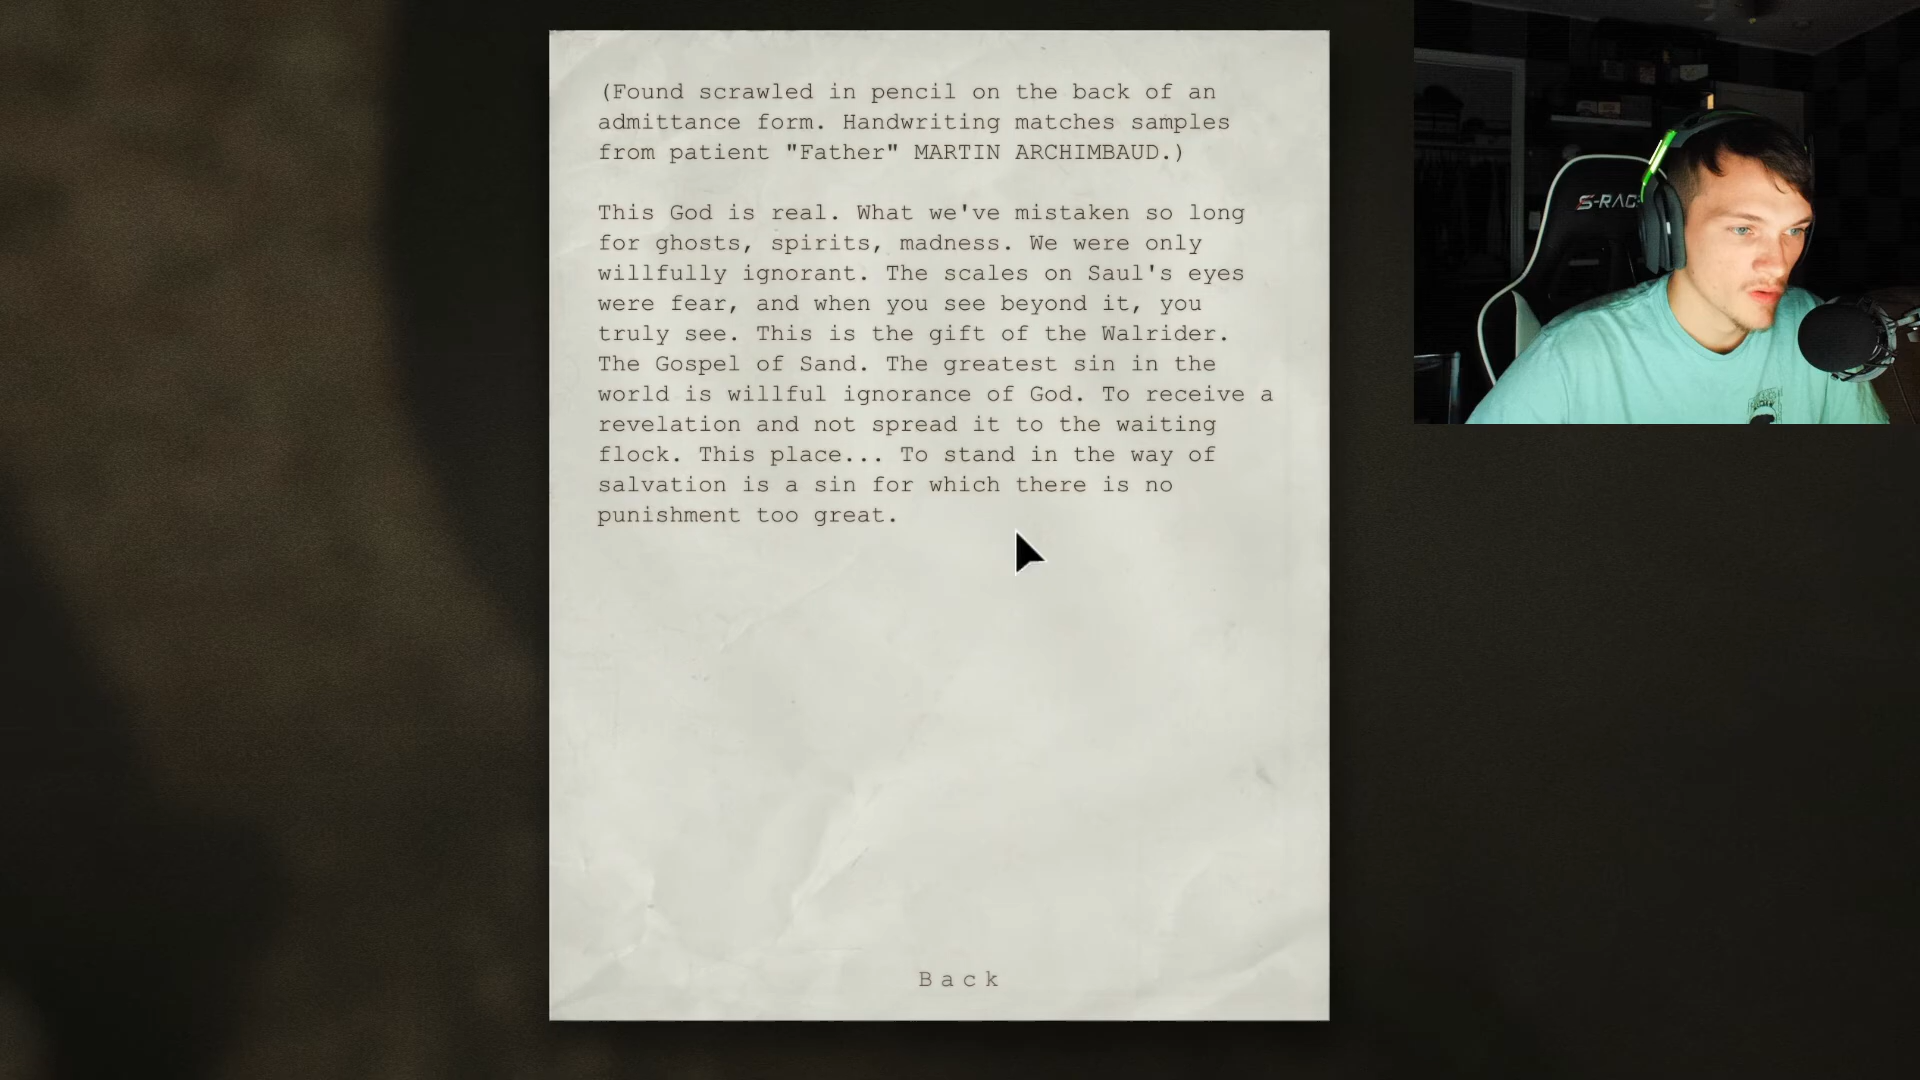 (Found scrawled in pencil on the back of an
admittance form. Handwriting matches samples
from patient "Father" MARTIN ARCHIMBAUD.)
This God is real. What we've mistaken so long
for ghosts, spirits, madness. We were only
willfully ignorant. The scales on Saul's eyes
were fear, and when you see beyond it, you
truly see. This is the gift of the Walrider.
The Gospel of Sand. The greatest sin in the
world is willful ignorance of God. To receive a
revelation and not spread it to the waiting
flock. This place... To stand in the way of
salvation is a sin for which there is no
punishment too great.
Back
S-RAC